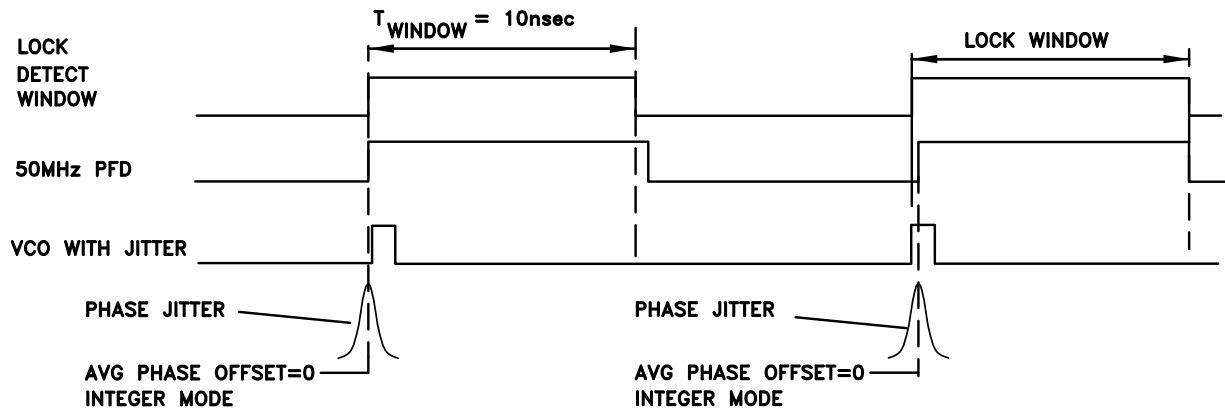 T WINDOW = 10nsec
LOCK
DETECT
WINDOW
LOCK WINDOW
50MHz PFD
VCO WITH JITTER
PHASE JITTER
AVG PHASE OFFSET=0
INTEGER MODE
PHASE JITTER
AVG PHASE OFFSET=0
INTEGER MODE